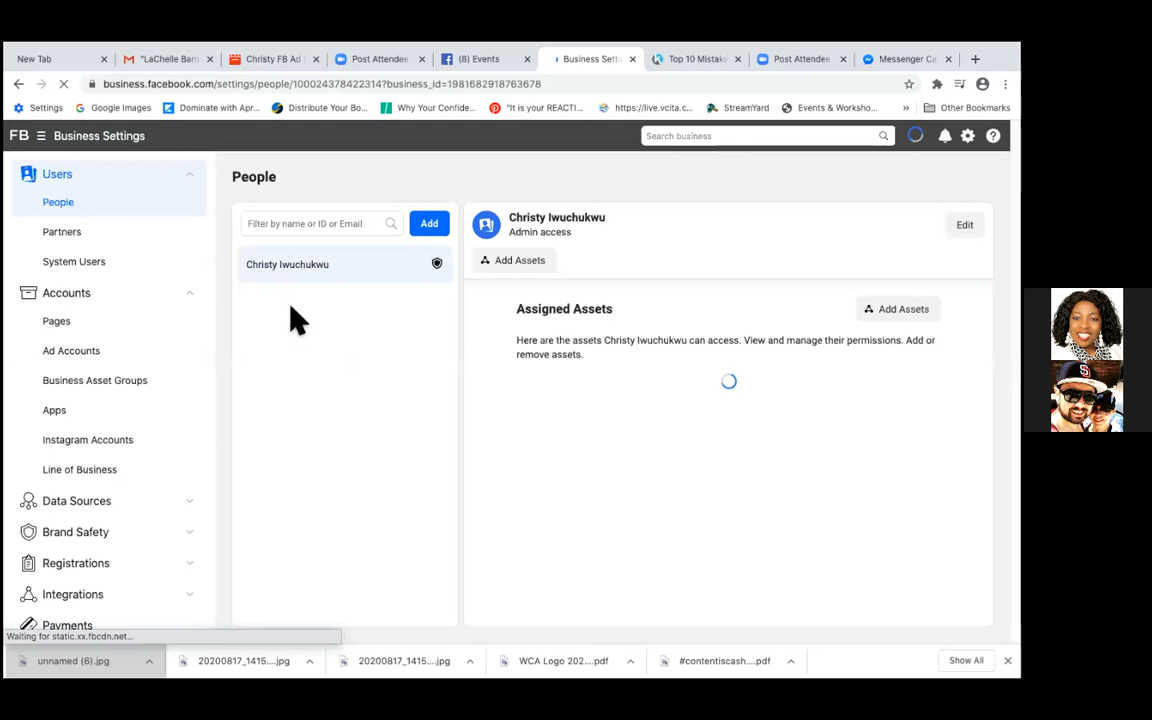 New Tab
"LaChelle Barn
Christy FB Ad
Post Attendee
(8) Events
Business Setti
Top 10 Mistak
Post Attendee
Messenger Ca
business.facebook.com/settings/people/100024378422314?business_id=1981682918763678
Settings
Google Images
Dominate with Apr...
Distribute Your Bo...
Why Your Confide...
"It is your REACTI...
https://live.vcita.c...
StreamYard
Events & Worksho...
»
Other Bookmarks
FB
Business Settings
Search business
Users
People
Partners
System Users
Accounts
Pages
Ad Accounts
Business Asset Groups
Apps
Instagram Accounts
Line of Business
Data Sources
Brand Safety
Registrations
Integrations
Payments
People
Filter by name or ID or Email
Add
Christy Iwuchukwu
Christy Iwuchukwu
Admin access
Edit
Add Assets
Assigned Assets
Add Assets
Here are the assets Christy Iwuchukwu can access. View and manage their permissions. Add or
remove assets.
Waiting for static.xx.fbcdn.net...
unnamed (6).jpg
20200817_1415....jpg
20200817_1415....jpg
WCA Logo 202....pdf
#contentiscash....pdf
Show All